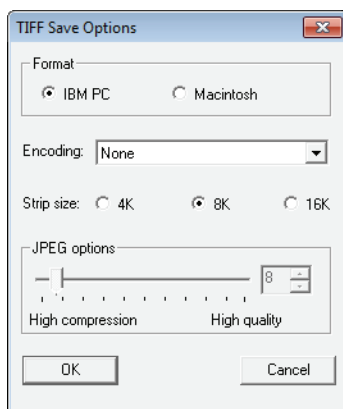 TIFF Save Options
Format
IBM PC Macintosh
Encoding: None
Strip size: 4K 8K 16K
JPEG options
8
High compression High quality
OK Cancel